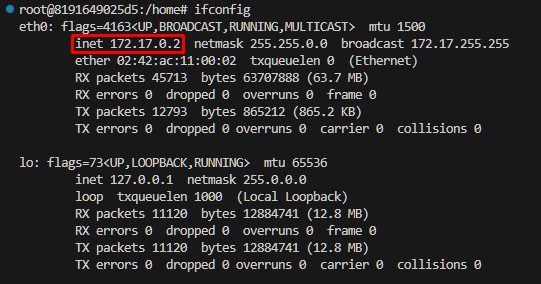 root@8191649025d5:/home# ifconfig
eth0: flags=4163<UP,BROADCAST,RUNNING,MULTICAST>  mtu 1500
        inet 172.17.0.2  netmask 255.255.0.0  broadcast 172.17.255.255
        ether 02:42:ac:11:00:02  txqueuelen 0  (Ethernet)
        RX packets 45713  bytes 63707888 (63.7 MB)
        RX errors 0  dropped 0  overruns 0  frame 0
        TX packets 12793  bytes 865212 (865.2 KB)
        TX errors 0  dropped 0 overruns 0  carrier 0  collisions 0

lo: flags=73<UP,LOOPBACK,RUNNING>  mtu 65536
        inet 127.0.0.1  netmask 255.0.0.0
        loop  txqueuelen 1000  (Local Loopback)
        RX packets 11120  bytes 12884741 (12.8 MB)
        RX errors 0  dropped 0  overruns 0  frame 0
        TX packets 11120  bytes 12884741 (12.8 MB)
        TX errors 0  dropped 0 overruns 0  carrier 0  collisions 0